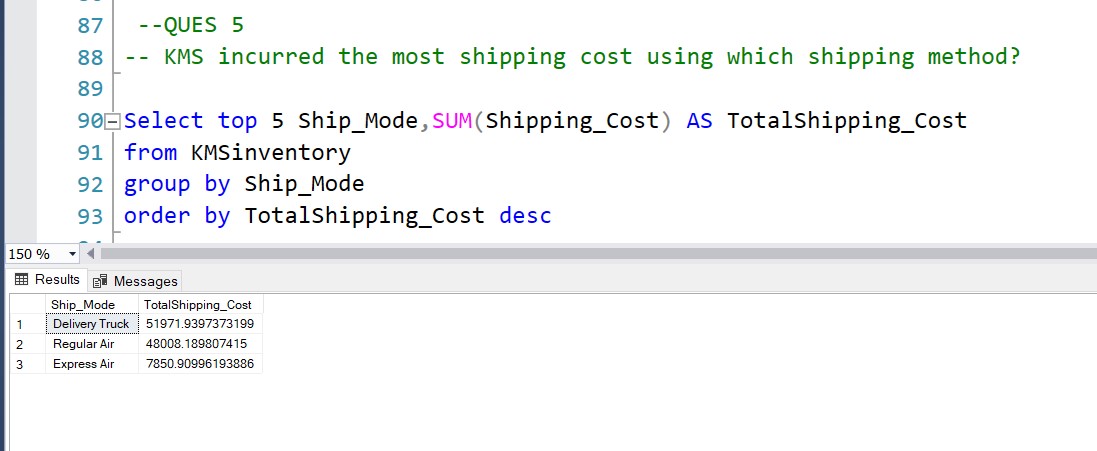 87 --QUES 5
88 -- KMS incurred the most shipping cost using which shipping method?
89
90 Select top 5 Ship_Mode,SUM(Shipping_Cost) AS TotalShipping_Cost
91 from KMSinventory
92 group by Ship_Mode
93 order by TotalShipping_Cost desc
150 %
Results Messages
Ship_Mode TotalShipping_Cost
1 Delivery Truck 51971.9397373199
2 Regular Air 48008.189807415
3 Express Air 7850.90996193886